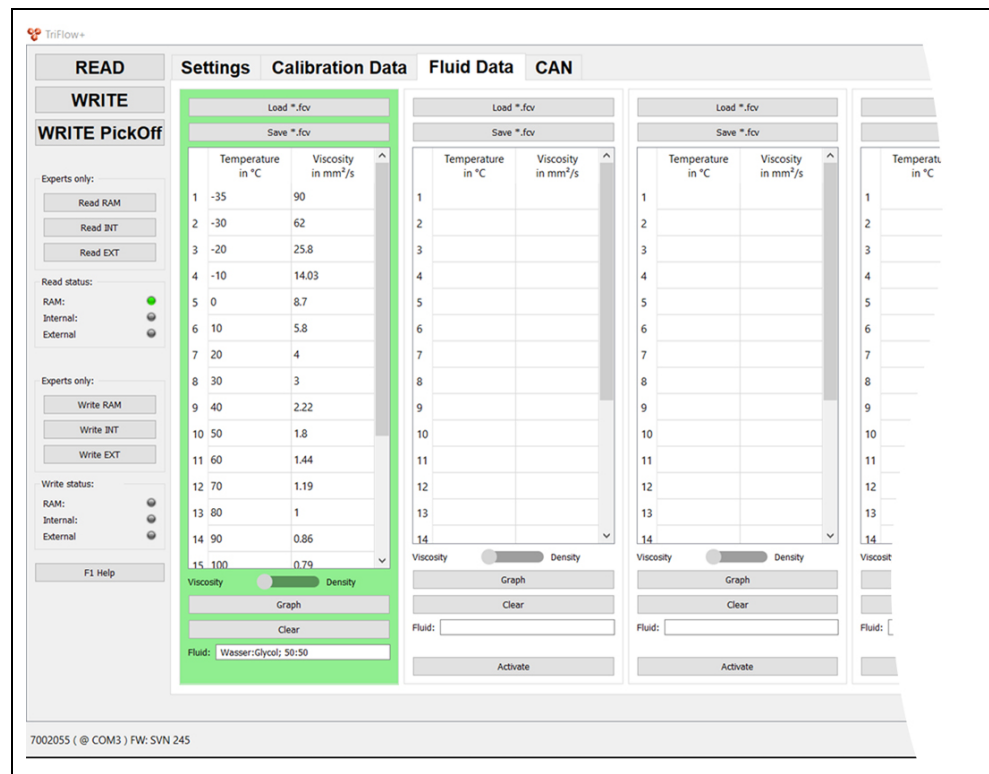 TriFlow+
READ
WRITE
WRITE PickOff
Experts only:
Read RAM
Read INT
Read EXT
Read status:
RAM:
Internal:
External
Experts only:
Write RAM
Write INT
Write EXT
Write status:
RAM:
Internal:
External
F1 Help
Settings Calibration Data Fluid Data CAN
Load *.fcv
Save *.fcv
Temperature Viscosity
in °C in mm²/s
1 -35 90
2 -30 62
3 -20 25.8
4 -10 14.03
5 0 8.7
6 10 5.8
7 20 4
8 30 3
9 40 2.22
10 50 1.8
11 60 1.44
12 70 1.19
13 80 1
14 90 0.86
15 100 0.79
Viscosity Density
Graph
Clear
Fluid: Wasser:Glycol; 50:50
Load *.fcv
Save *.fcv
Temperature Viscosity
in °C in mm²/s
1
2
3
4
5
6
7
8
9
10
11
12
13
14
Viscosity Density
Graph
Clear
Fluid:
Activate
Load *.fcv
Save *.fcv
Temperature Viscosity
in °C in mm²/s
1
2
3
4
5
6
7
8
9
10
11
12
13
14
Viscosity Density
Graph
Clear
Fluid:
Activate
Temperatu
in °C
1
2
3
4
5
6
7
8
9
10
11
12
13
14
Viscosit
Fluid:
7002055 ( @ COM3 ) FW: SVN 245